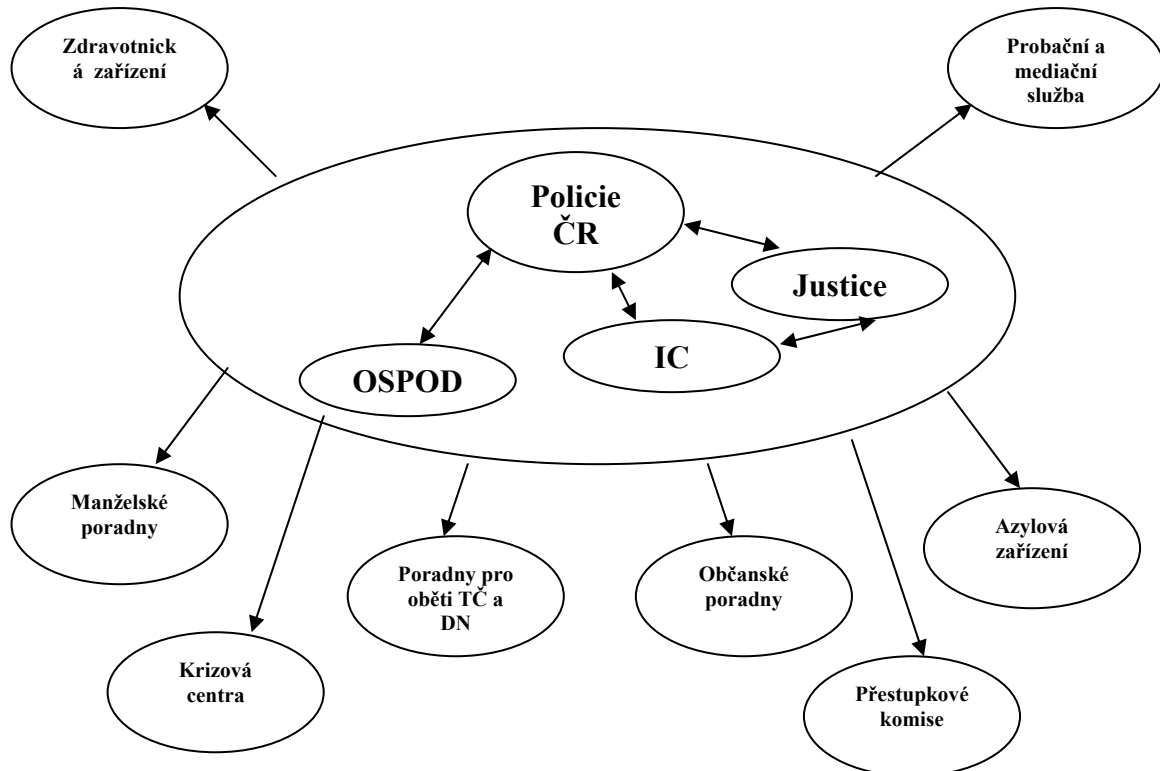 Zdravotnick
á zařízení
Probační a
mediační
služba
Policie
ČR
Justice
IC
OSPOD
Manželské
poradny
Azylová
zařízení
Poradny pro
oběti TČ a
DN
Občanské
poradny
Krizová
centra
Přestupkové
komise